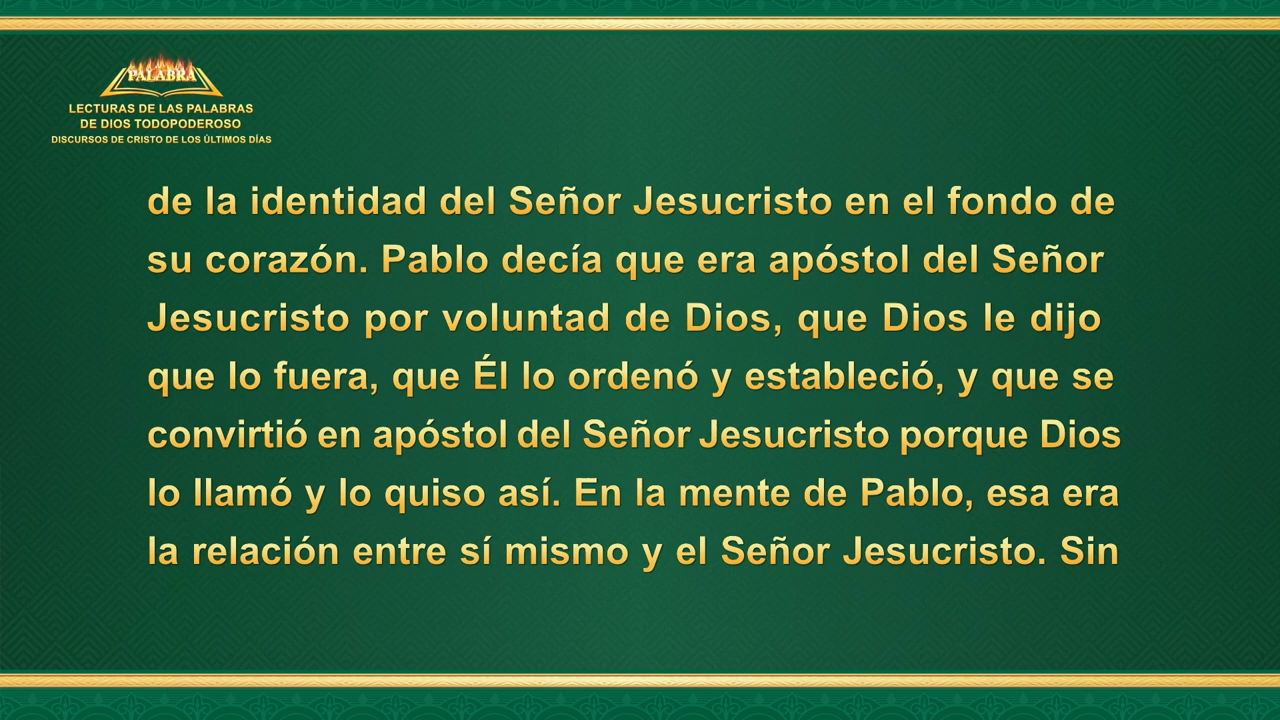 PALABRA
LECTURAS DE LAS PALABRAS
DE DIOS TODOPODEROSO
DISCURSOS DE CRISTO DE LOS ÚLTIMOS DÍAS
de la identidad del Señor Jesucristo en el fondo de
su corazón. Pablo decía que era apóstol del Señor
Jesucristo por voluntad de Dios, que Dios le dijo
que lo fuera, que Él lo ordenó y estableció, y que se
convirtió en apóstol del Señor Jesucristo porque Dios
lo llamó y lo quiso así. En la mente de Pablo, esa era
la relación entre sí mismo y el Señor Jesucristo. Sin